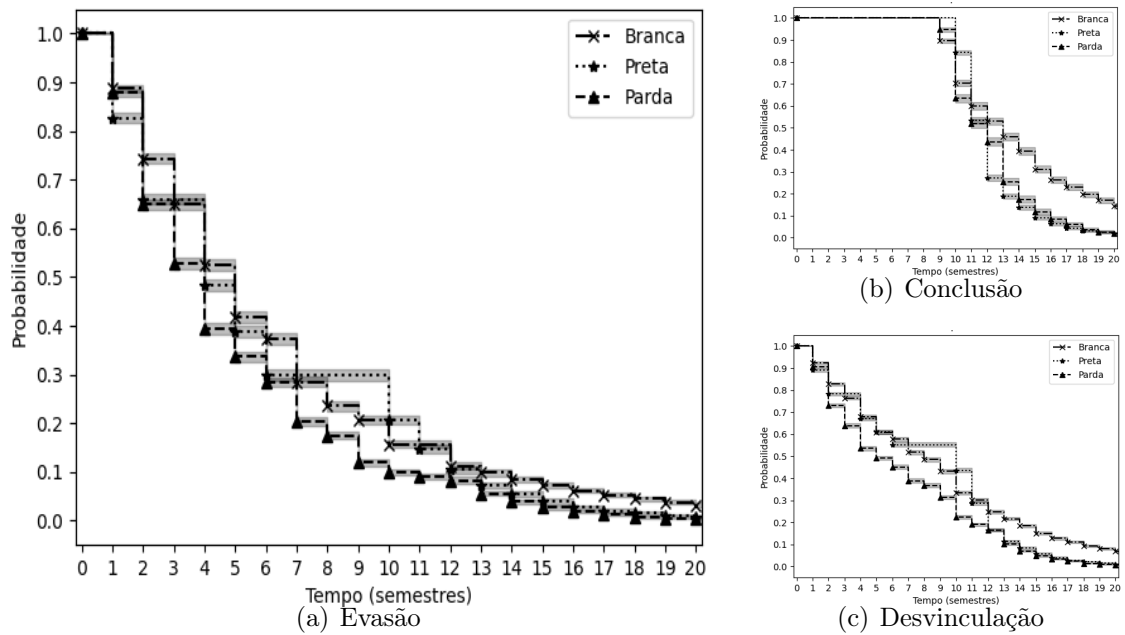 Probabilidade
1.0
0.9
0.8
0.7
0.6
0.5
0.4
0.3
0.2
0.1
0.0
Branca
Preta
Parda
0 1 2 3 4 5 6 7 8 9 10 11 12 13 14 15 16 17 18 19 20
Tempo (semestres)
(a) Evasão
Probabilidade
1.0
0.9
0.8
0.7
0.6
0.5
0.4
0.3
0.2
0.1
0.0
Branca
Preta
Parda
0 1 2 3 4 5 6 7 8 9 10 11 12 13 14 15 16 17 18 19 20
Tempo (semestres)
(b) Conclusão
Probabilidade
1.0
0.9
0.8
0.7
0.6
0.5
0.4
0.3
0.2
0.1
0.0
Branca
Preta
Parda
0 1 2 3 4 5 6 7 8 9 10 11 12 13 14 15 16 17 18 19 20
Tempo (semestres)
(c) Desvinculação